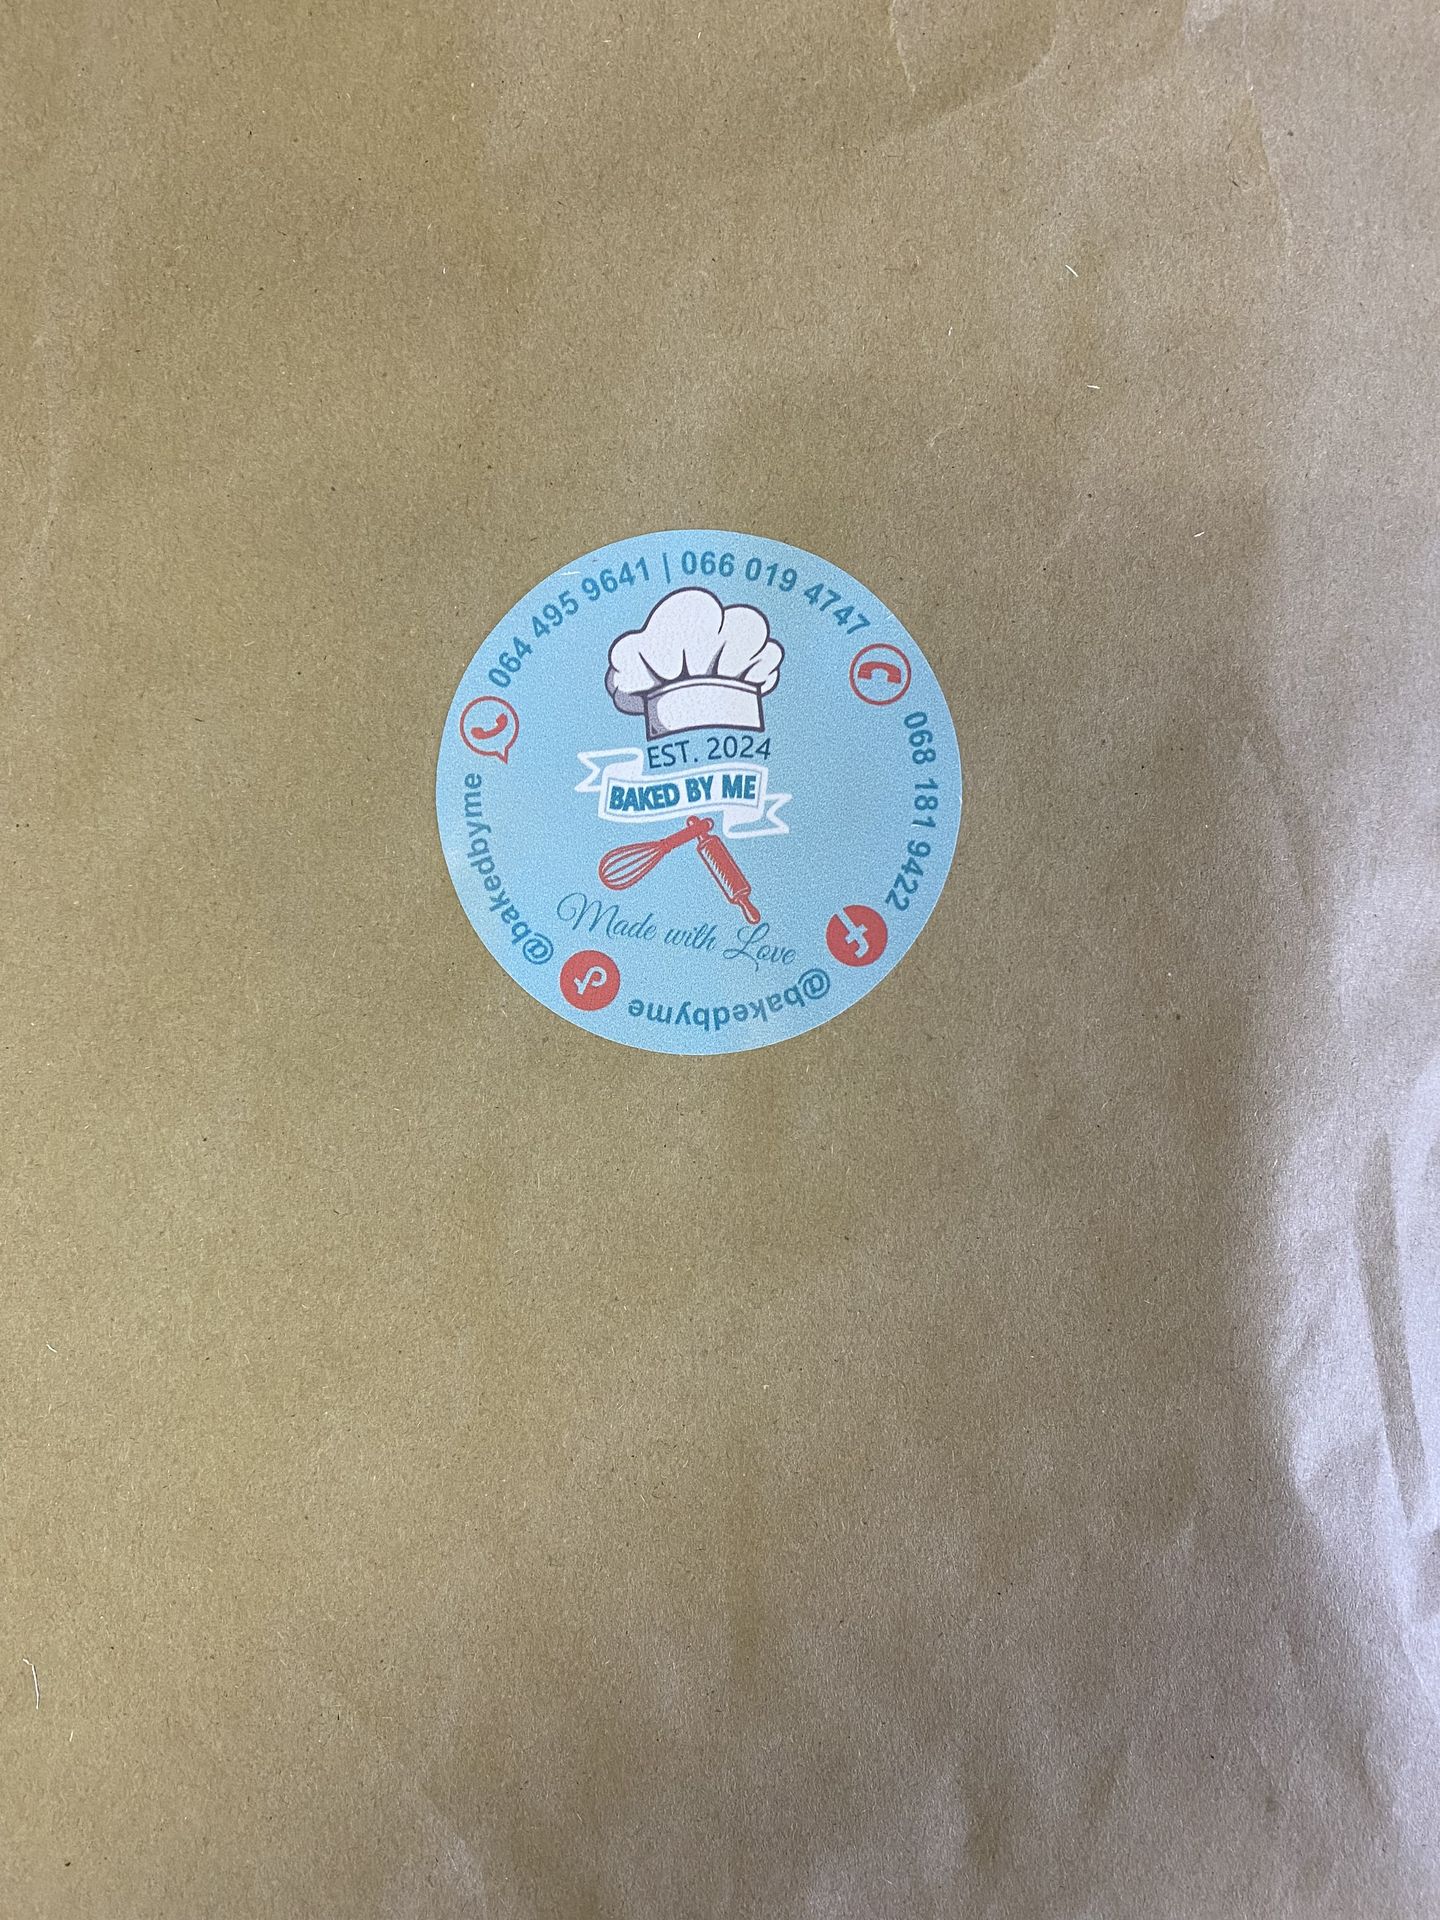 064 495 9641 | 066 019 4747
068 181 9422
@bakedbyme
@bakedbyme
EST. 2024
BAKED BY ME
Made with Love